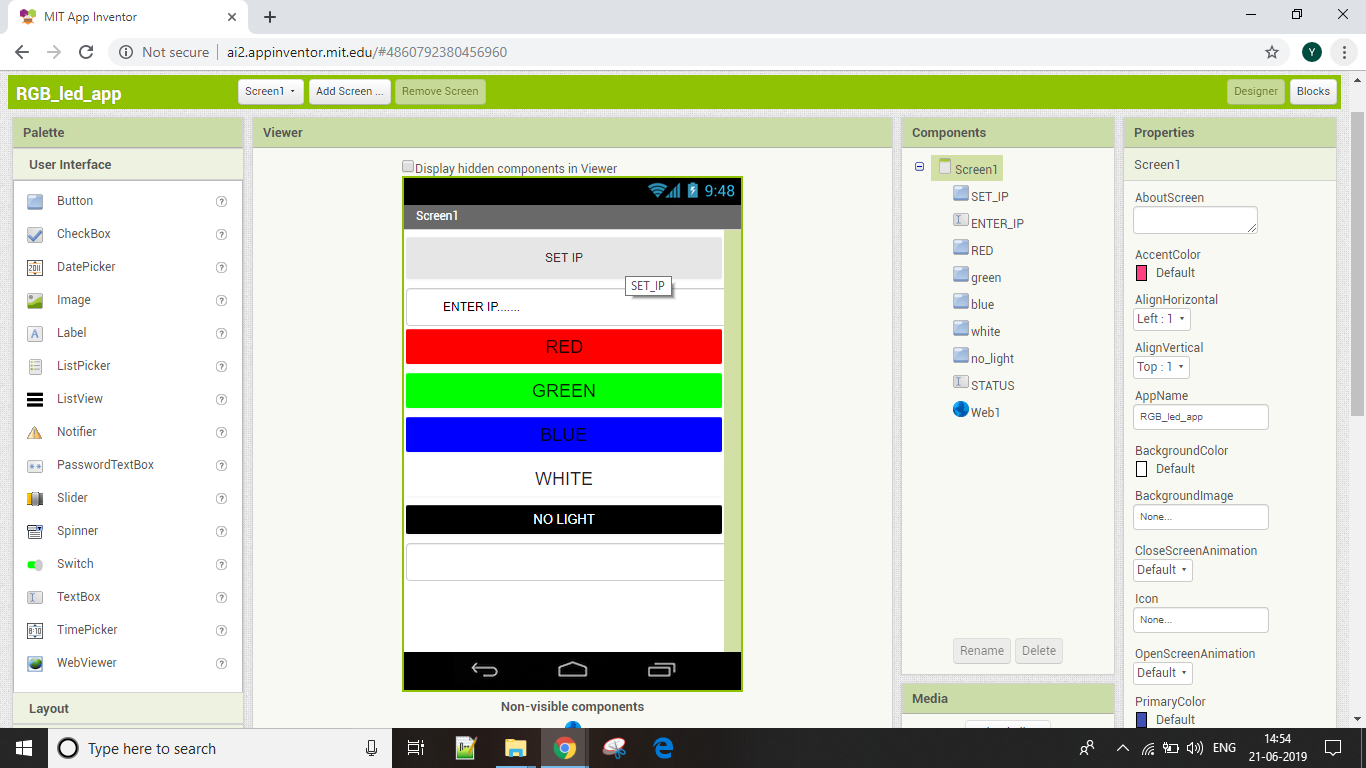 MIT App Inventor
Not secure | ai2.appinventor.mit.edu/#4860792380456960
Y
RGB_led_app
Screen1
Add Screen ...
Remove Screen
Designer
Blocks
Palette
User Interface
Button
CheckBox
DatePicker
Image
Label
ListPicker
ListView
Notifier
PasswordTextBox
Slider
Spinner
Switch
TextBox
TimePicker
WebViewer
Layout
Viewer
Display hidden components in Viewer
9:48
Screen1
SET IP
SET_IP
ENTER IP.......
RED
GREEN
BLUE
WHITE
NO LIGHT
Non-visible components
Components
Screen1
SET_IP
ENTER_IP
RED
green
blue
white
no_light
STATUS
Web1
Rename
Delete
Media
Properties
Screen1
AboutScreen
AccentColor
Default
AlignHorizontal
Left : 1
AlignVertical
Top : 1
AppName
RGB_led_app
BackgroundColor
Default
BackgroundImage
None...
CloseScreenAnimation
Default
Icon
None...
OpenScreenAnimation
Default
PrimaryColor
Default
Type here to search
ENG
14:54
21-06-2019